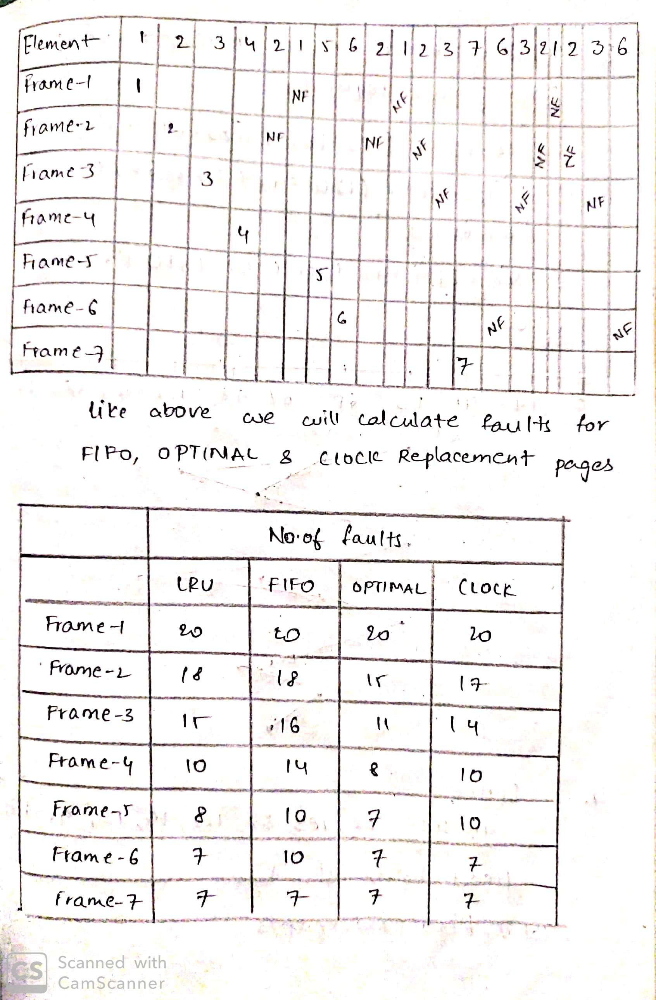 Element 1 2 3 4 2 1 5 6 2 1 2 3 7 6 3 2 1 2 3 6
Frame-1 1 NF NF NF
Frame-2 2 NF NF NF NF NF
Frame-3 3 NF NF NF
Frame-4 4
Frame-5 5
Frame-6 6 NF NF
Frame-7 7
like above we will calculate faults for
FIFO, OPTIMAL & Clock Replacement pages
No.of faults.
LRU FIFO OPTIMAL CLOCK
Frame-1 20 20 20 20
Frame-2 18 18 15 17
Frame-3 15 16 11 14
Frame-4 10 14 8 10
Frame-5 8 10 7 10
Frame-6 7 10 7 7
Frame-7 7 7 7 7
CS Scanned with
CamScanner